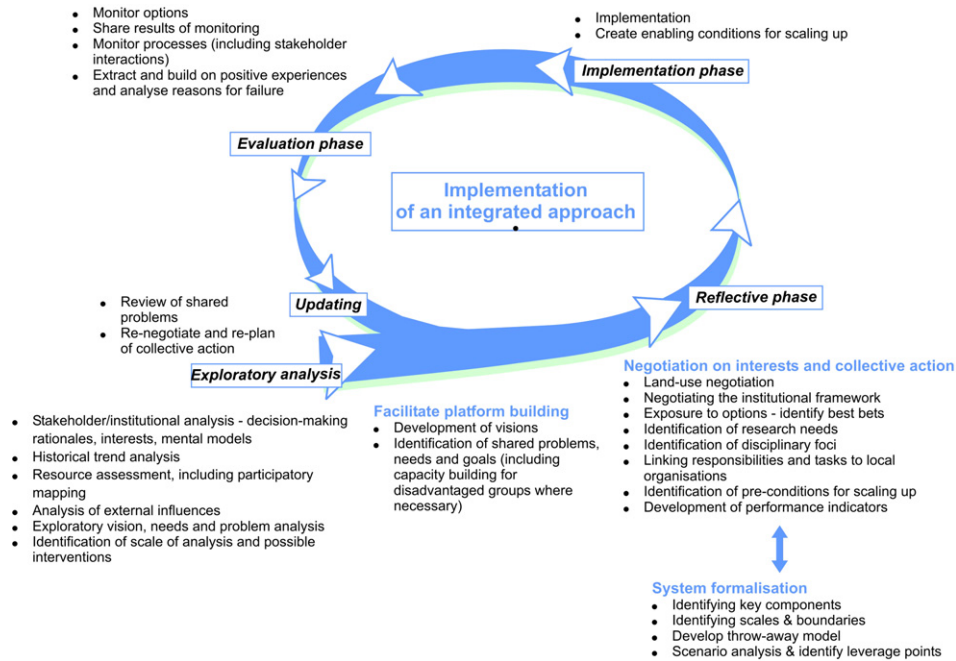 • Monitor options
• Share results of monitoring
• Monitor processes (including stakeholder
interactions)
• Extract and build on positive experiences
and analyse reasons for failure
• Implementation
• Create enabling conditions for scaling up
Implementation phase
Evaluation phase
Implementation
of an integrated approach
•
• Review of shared
problems
• Re-negotiate and re-plan
of collective action
Updating
Reflective phase
Exploratory analysis
• Stakeholder/institutional analysis - decision-making
rationales, interests, mental models
• Historical trend analysis
• Resource assessment, including participatory
mapping
• Analysis of external influences
• Exploratory vision, needs and problem analysis
• Identification of scale of analysis and possible
interventions
Facilitate platform building
• Development of visions
• Identification of shared problems,
needs and goals (including
capacity building for
disadvantaged groups where
necessary)
Negotiation on interests and collective action
• Land-use negotiation
• Negotiating the institutional framework
• Exposure to options - identify best bets
• Identification of research needs
• Identification of disciplinary foci
• Linking responsibilities and tasks to local
organisations
• Identification of pre-conditions for scaling up
• Development of performance indicators
System formalisation
• Identifying key components
• Identifying scales & boundaries
• Develop throw-away model
• Scenario analysis & identify leverage points